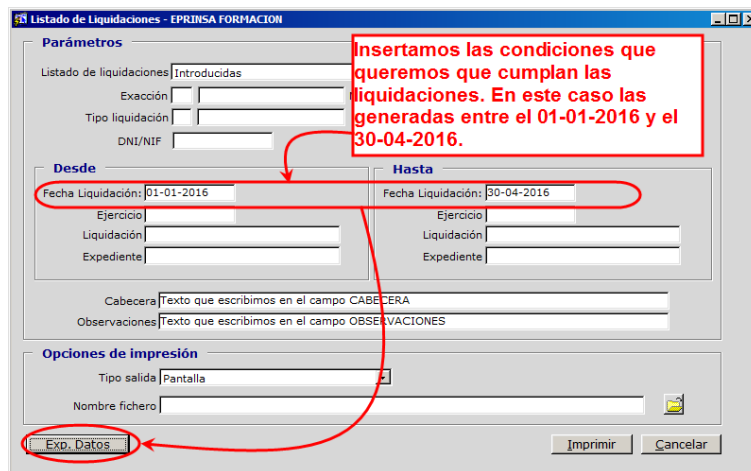 Listado de Liquidaciones - EPRINSA FORMACION
Parámetros
Insertamos las condiciones que
queremos que cumplan las
liquidaciones. En este caso las
generadas entre el 01-01-2016 y el
30-04-2016.
Listado de liquidaciones Introducidas
Exacción
Tipo liquidación
DNI/NIF
Desde
Hasta
Fecha Liquidación: 01-01-2016
Fecha Liquidación: 30-04-2016
Ejercicio
Ejercicio
Liquidación
Liquidación
Expediente
Expediente
Cabecera Texto que escribimos en el campo CABECERA
Observaciones Texto que escribimos en el campo OBSERVACIONES
Opciones de impresión
Tipo salida Pantalla
Nombre fichero
Exp. Datos
Imprimir
Cancelar